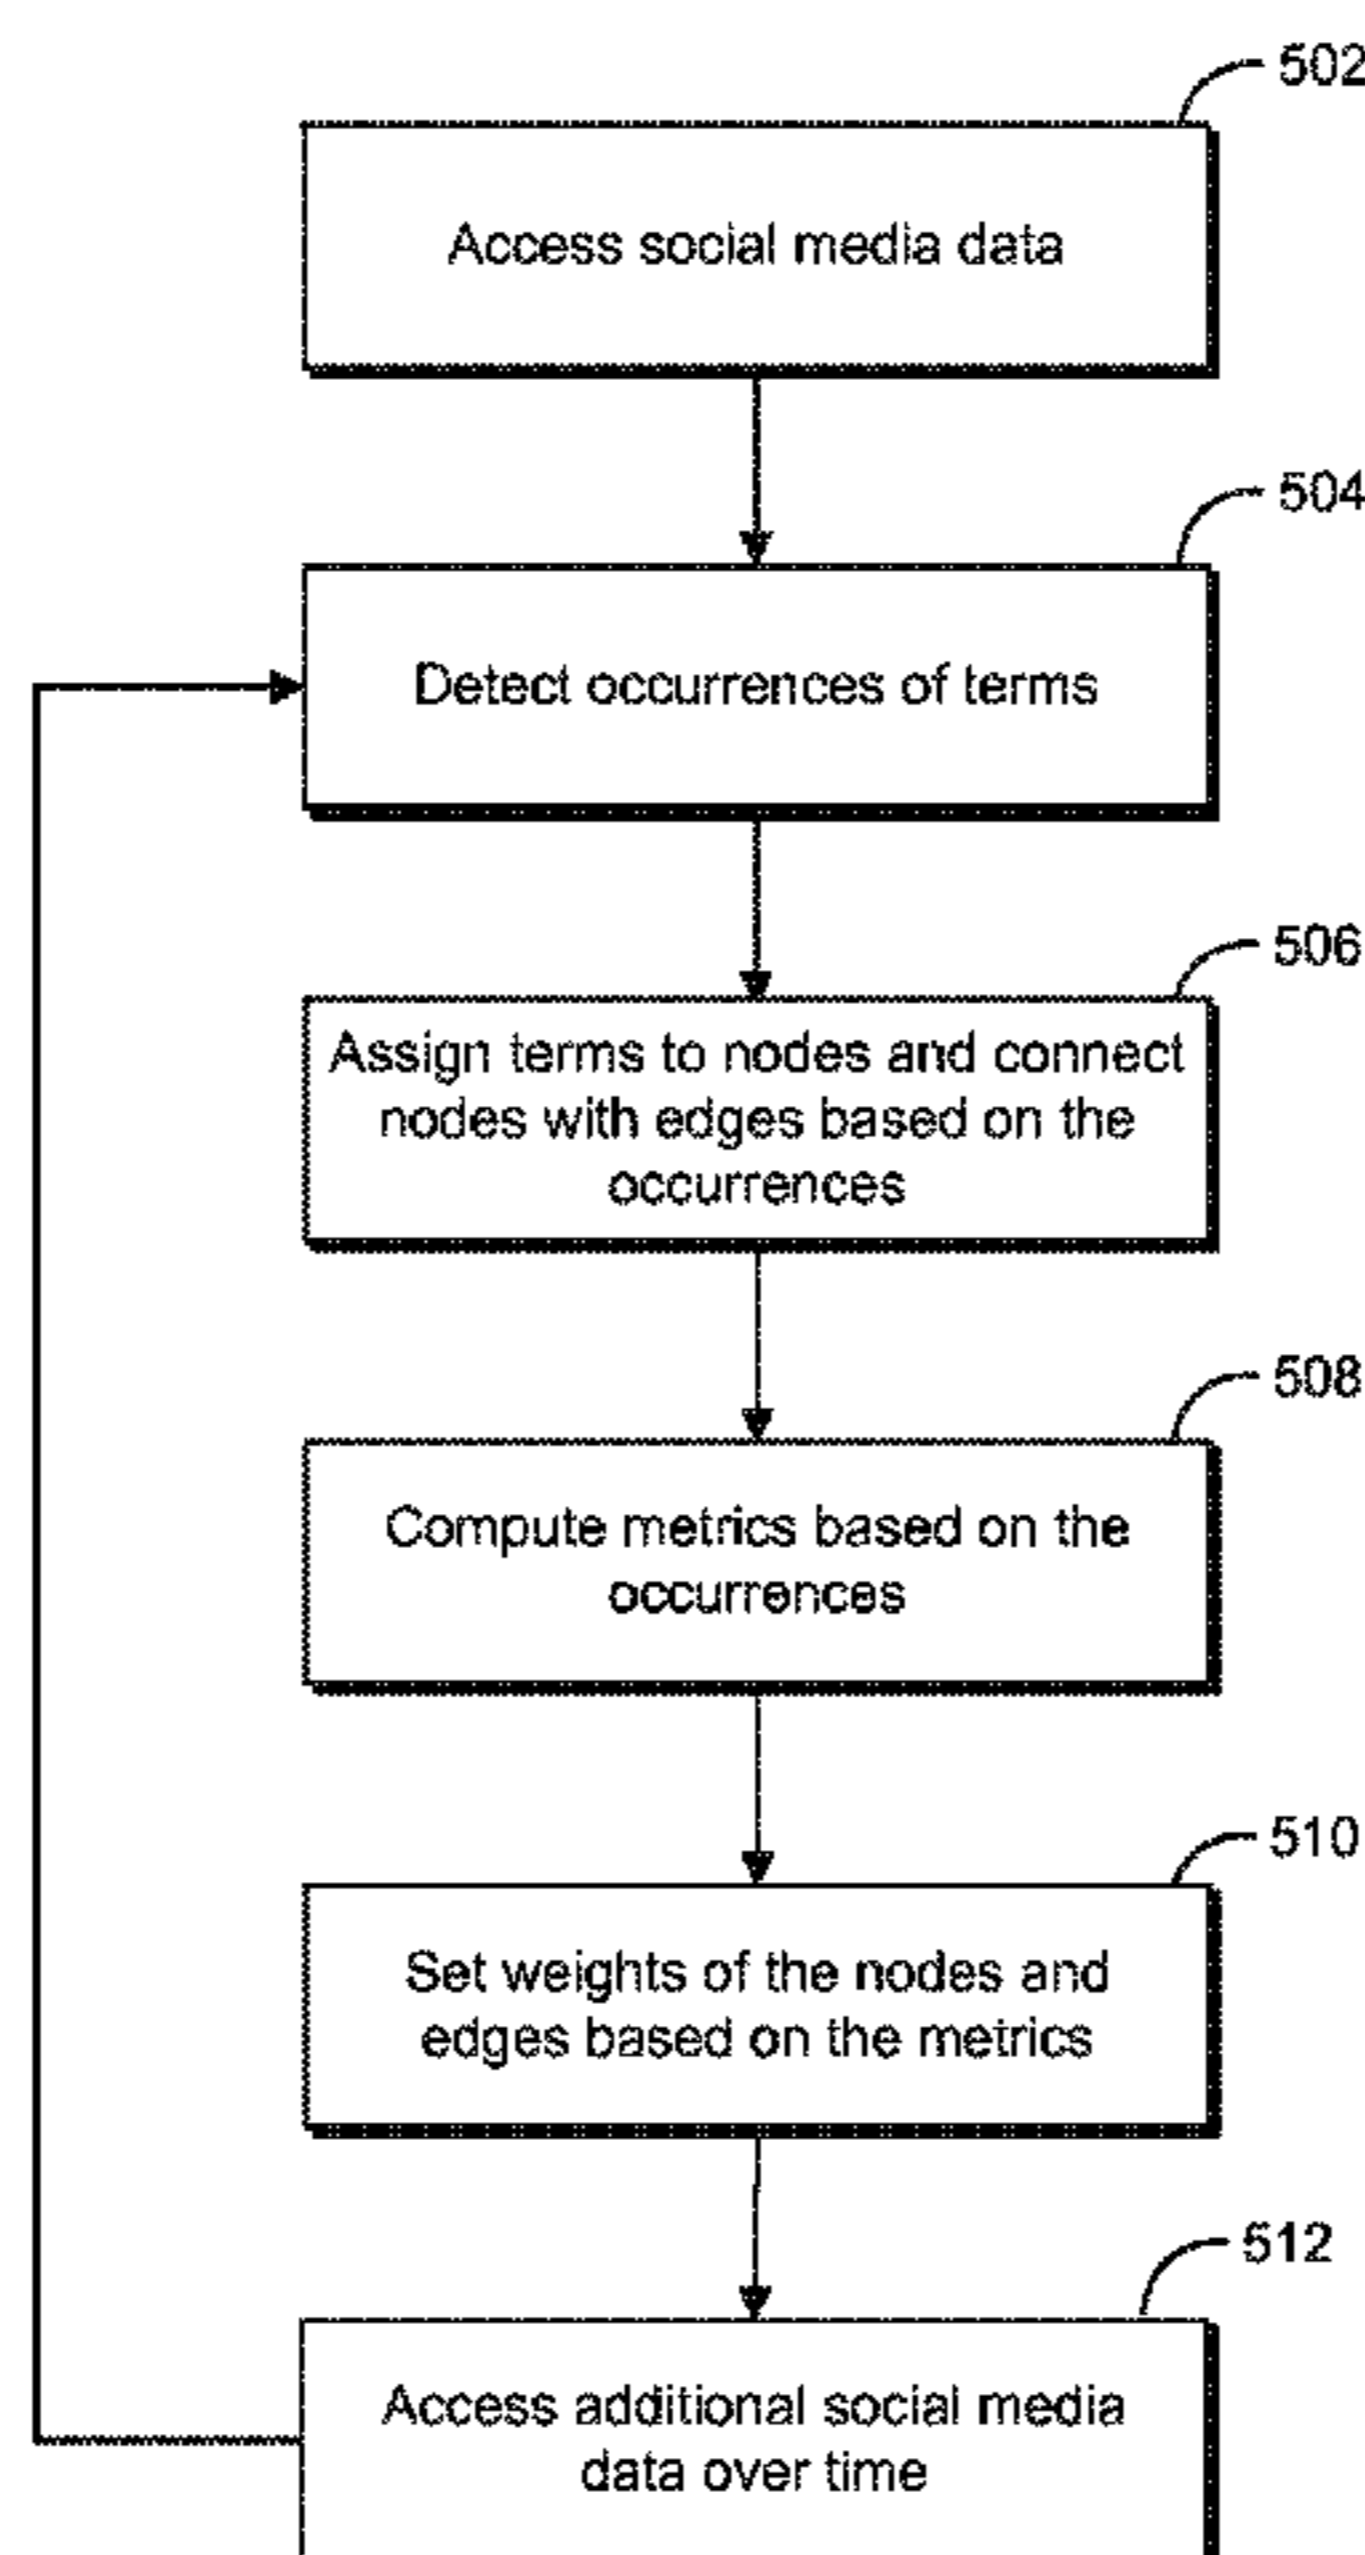 502
Access social media data
504
Detect occurrences of terms
506
Assign terms to nodes and connect
nodes with edges based on the
occurrences
508
Compute metrics based on the
occurrences
510
Set weights of the nodes and
edges based on the metrics
512
Access additional social media
data over time